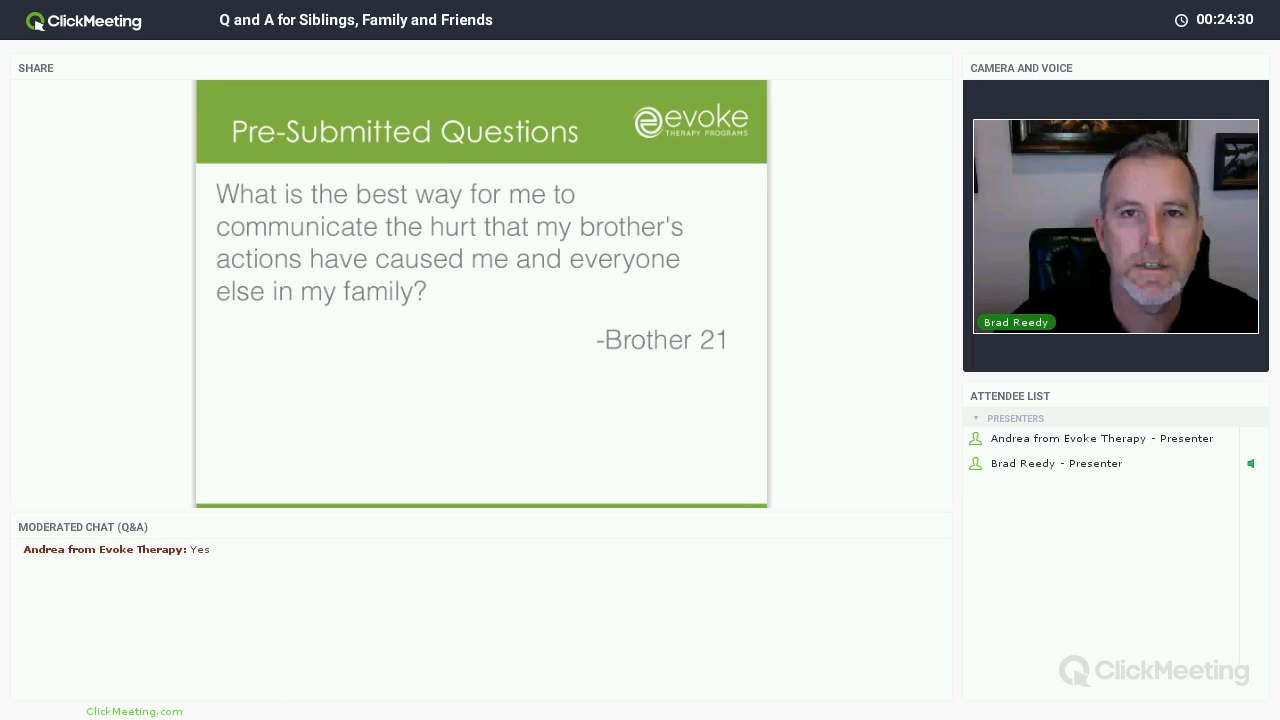 ClickMeeting
Q and A for Siblings, Family and Friends
00:24:30
SHARE
Pre-Submitted Questions
evoke
THERAPY PROGRAMS
What is the best way for me to
communicate the hurt that my brother's
actions have caused me and everyone
else in my family?
-Brother 21
MODERATED CHAT (Q&A)
Andrea from Evoke Therapy: Yes
CAMERA AND VOICE
Brad Reedy
ATTENDEE LIST
PRESENTERS
Andrea from Evoke Therapy - Presenter
Brad Reedy - Presenter
ClickMeeting
ClickMeeting.com